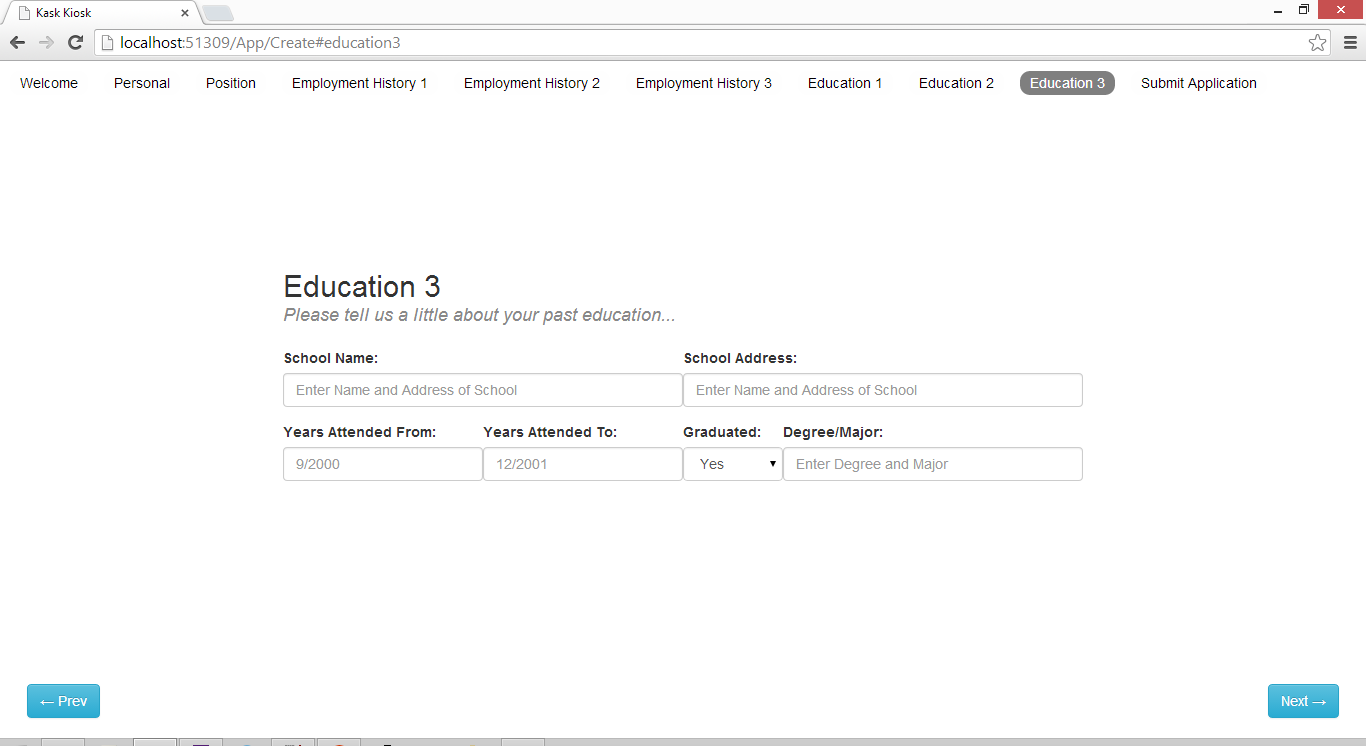 Kask Kiosk
localhost:51309/App/Create#education3
Welcome Personal Position Employment History 1 Employment History 2 Employment History 3 Education 1 Education 2 Education 3 Submit Application
Education 3
Please tell us a little about your past education...
School Name: School Address:
Enter Name and Address of School Enter Name and Address of School
Years Attended From: Years Attended To: Graduated: Degree/Major:
9/2000 12/2001 Yes Enter Degree and Major
← Prev Next →